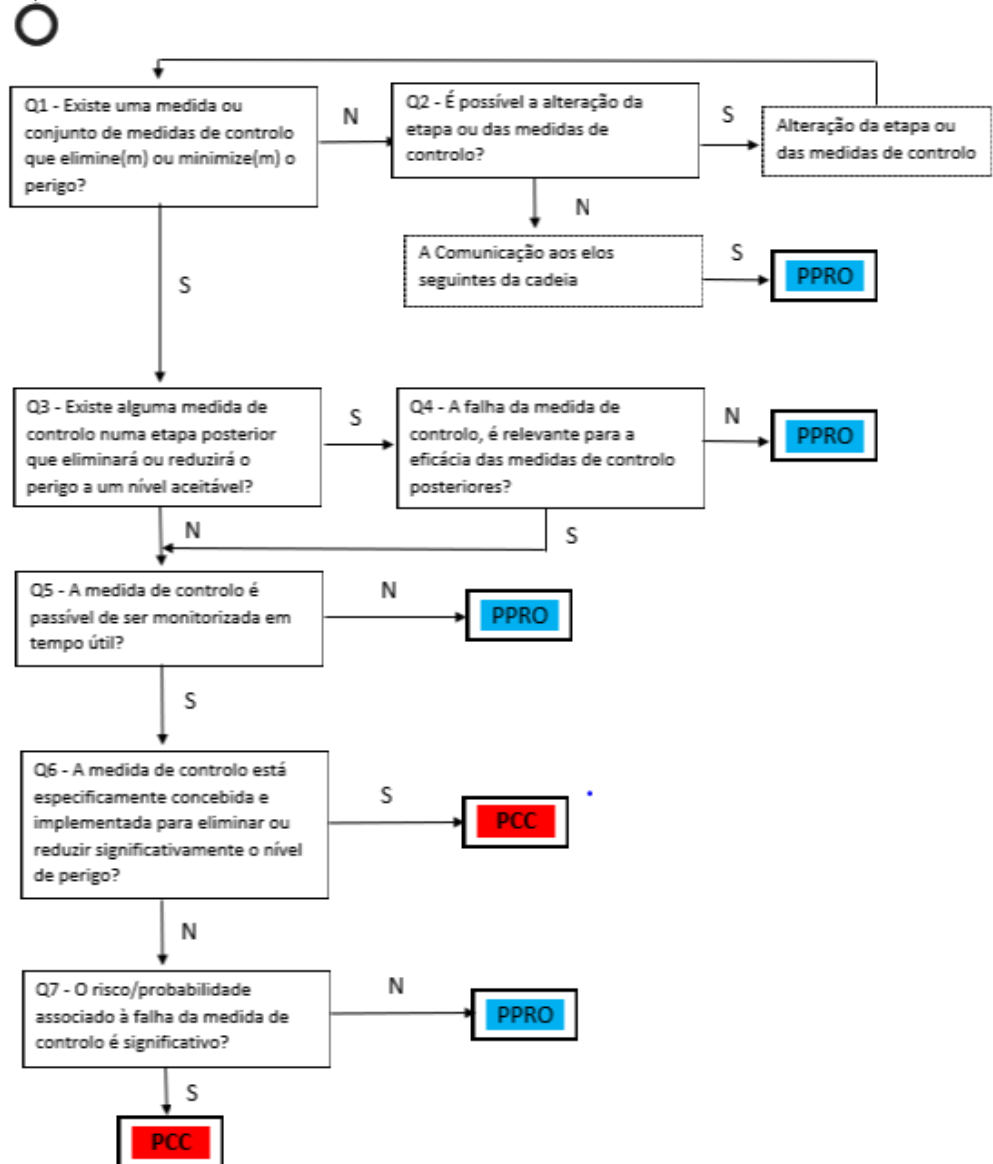 Q1 - Existe uma medida ou
conjunto de medidas de controlo
que elimine(m) ou minimize(m) o
perigo?
N
Q2 - É possível a alteração da
etapa ou das medidas de
controlo?
S
Alteração da etapa ou
das medidas de controlo
N
A Comunicação aos elos
seguintes da cadeia
S
PPRO
S
Q3 - Existe alguma medida de
controlo numa etapa posterior
que eliminará ou reduzirá o
perigo a um nível aceitável?
S
Q4 - A falha da medida de
controlo, é relevante para a
eficácia das medidas de controlo
posteriores?
N
PPRO
N
S
Q5 - A medida de controlo é
passível de ser monitorizada em
tempo útil?
N
PPRO
S
Q6 - A medida de controlo está
especificamente concebida e
implementada para eliminar ou
reduzir significativamente o nível
de perigo?
S
PCC
N
Q7 - O risco/probabilidade
associado à falha da medida de
controlo é significativo?
N
PPRO
S
PCC